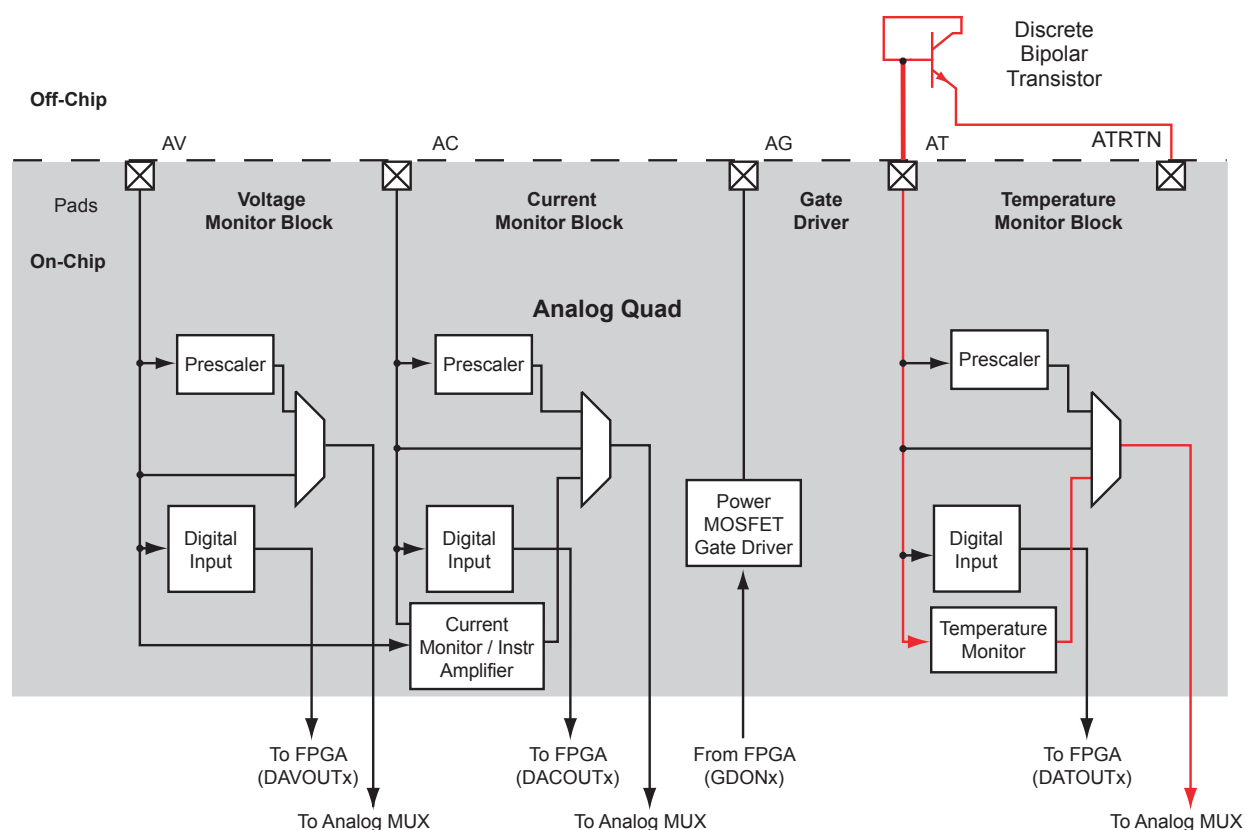 Discrete
Bipolar
Transistor
Off-Chip
AV
AC
AG
AT
ATRTN
Pads
Voltage
Monitor Block
Current
Monitor Block
Gate
Driver
Temperature
Monitor Block
On-Chip
Analog Quad
Prescaler
Prescaler
Prescaler
Digital
Input
Digital
Input
Power
MOSFET
Gate Driver
Digital
Input
Current
Monitor / Instr
Amplifier
Temperature
Monitor
To FPGA
(DAVOUTx)
To FPGA
(DACOUTx)
From FPGA
(GDONx)
To FPGA
(DATOUTx)
To Analog MUX
To Analog MUX
To Analog MUX